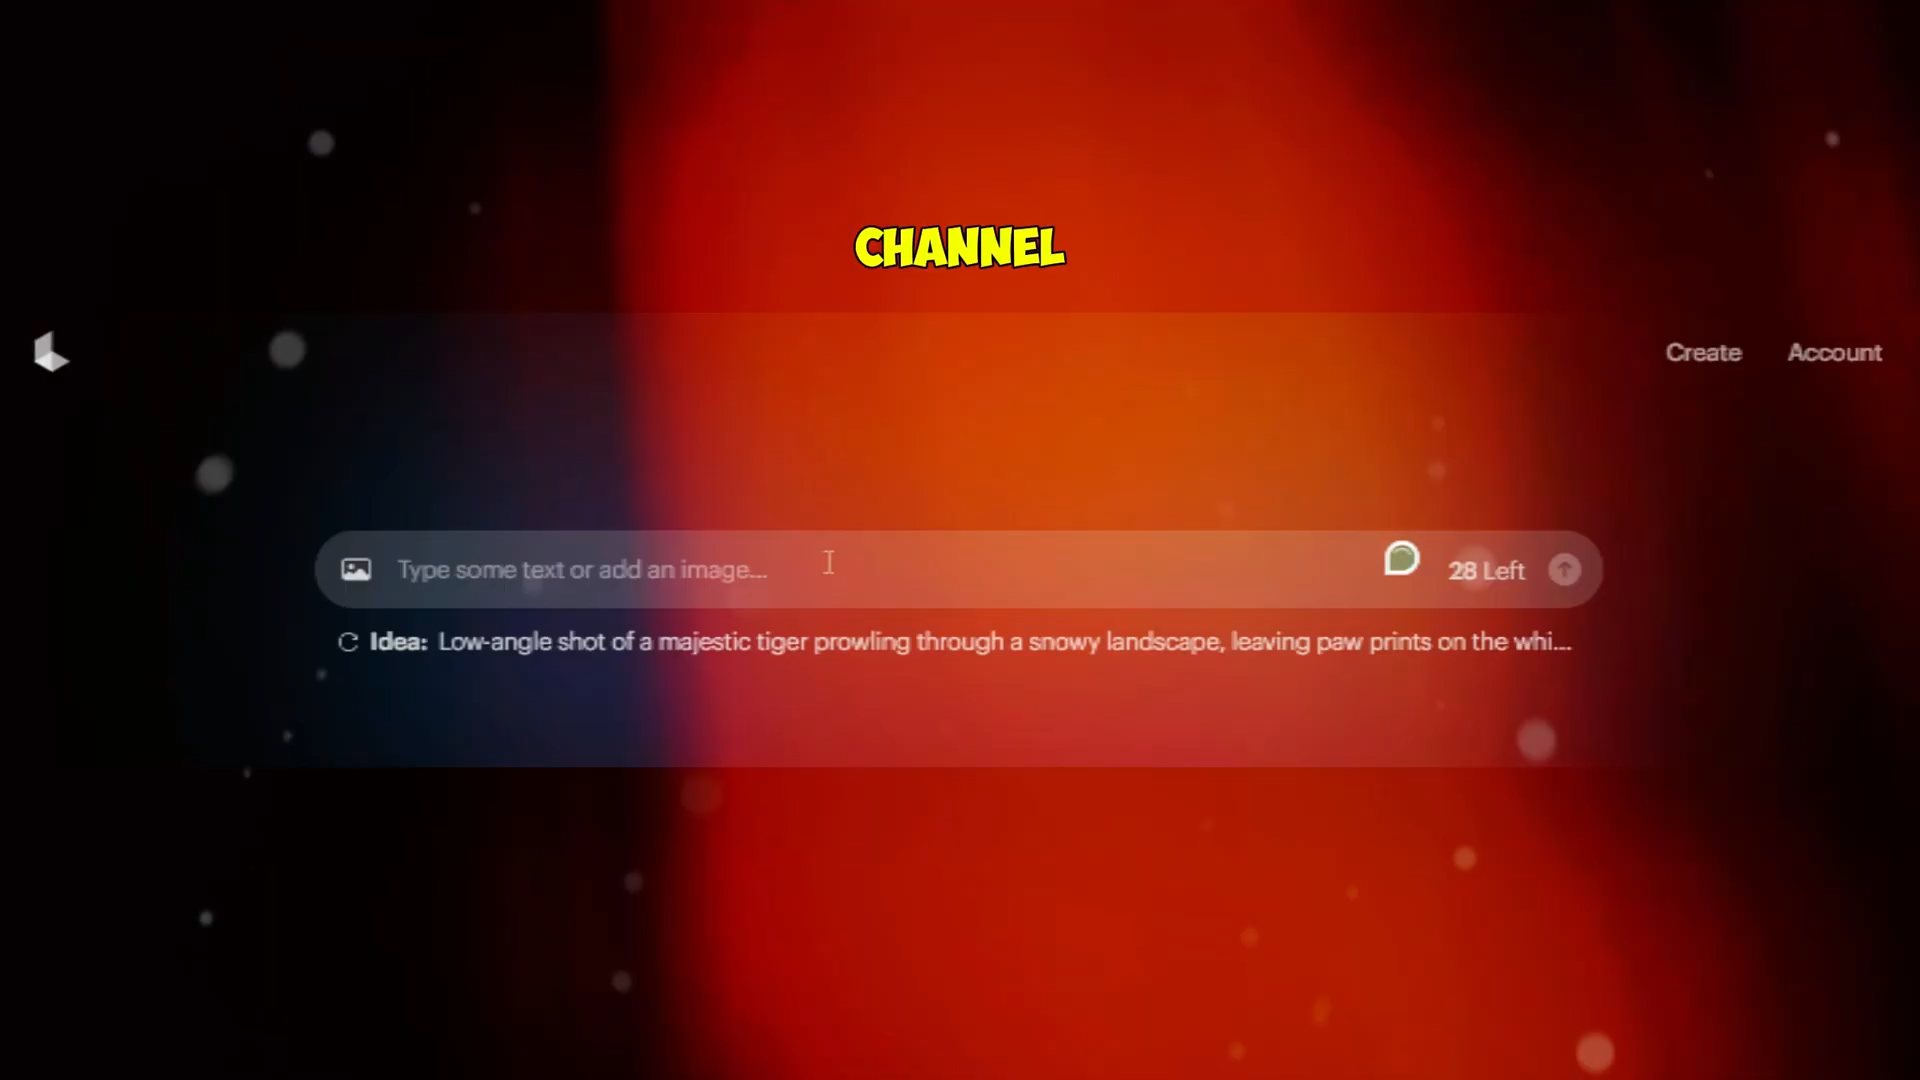 CHANNEL
Create Account
Type some text or add an image...
28 Left
Idea: Low-angle shot of a majestic tiger prowling through a snowy landscape, leaving paw prints on the whi...